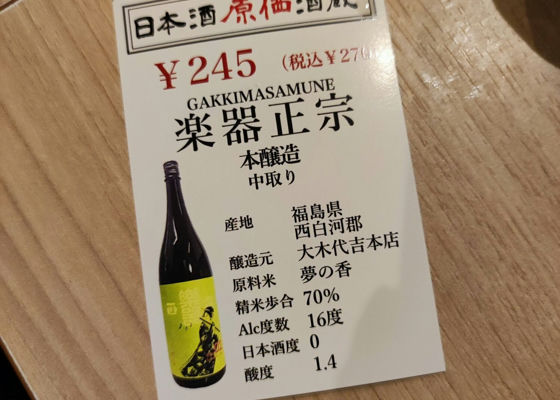 日本酒原価酒蔵
￥245 （税込￥270
GAKKIMASAMUNE
楽器正宗
本醸造
中取り
産地 福島県
西白河郡
醸造元 大木代吉本店
原料米 夢の香
精米歩合 70%
Alc度数 16度
日本酒度 0
酸度 1.4